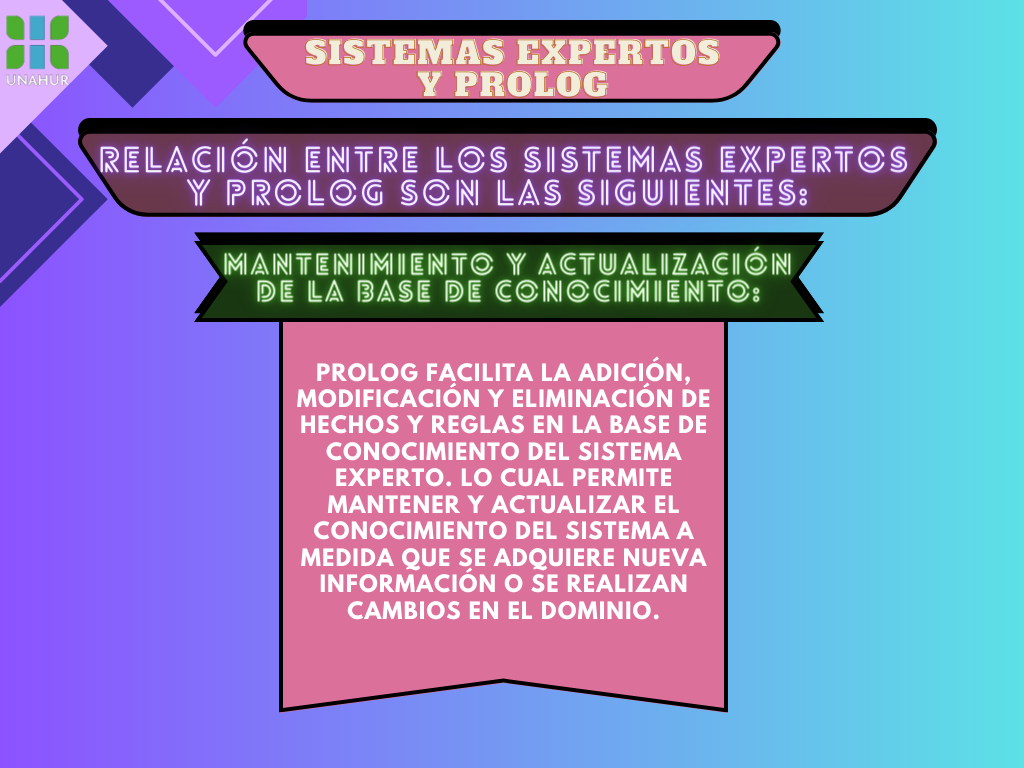 UNAHUR
SISTEMAS EXPERTOS
Y PROLOG
RELACIÓN ENTRE LOS SISTEMAS EXPERTOS
Y PROLOG SON LAS SIGUIENTES:
MANTENIMIENTO Y ACTUALIZACIÓN
DE LA BASE DE CONOCIMIENTO:
PROLOG FACILITA LA ADICIÓN,
MODIFICACIÓN Y ELIMINACIÓN DE
HECHOS Y REGLAS EN LA BASE DE
CONOCIMIENTO DEL SISTEMA
EXPERTO. LO CUAL PERMITE
MANTENER Y ACTUALIZAR EL
CONOCIMIENTO DEL SISTEMA A
MEDIDA QUE SE ADQUIERE NUEVA
INFORMACIÓN O SE REALIZAN
CAMBIOS EN EL DOMINIO.